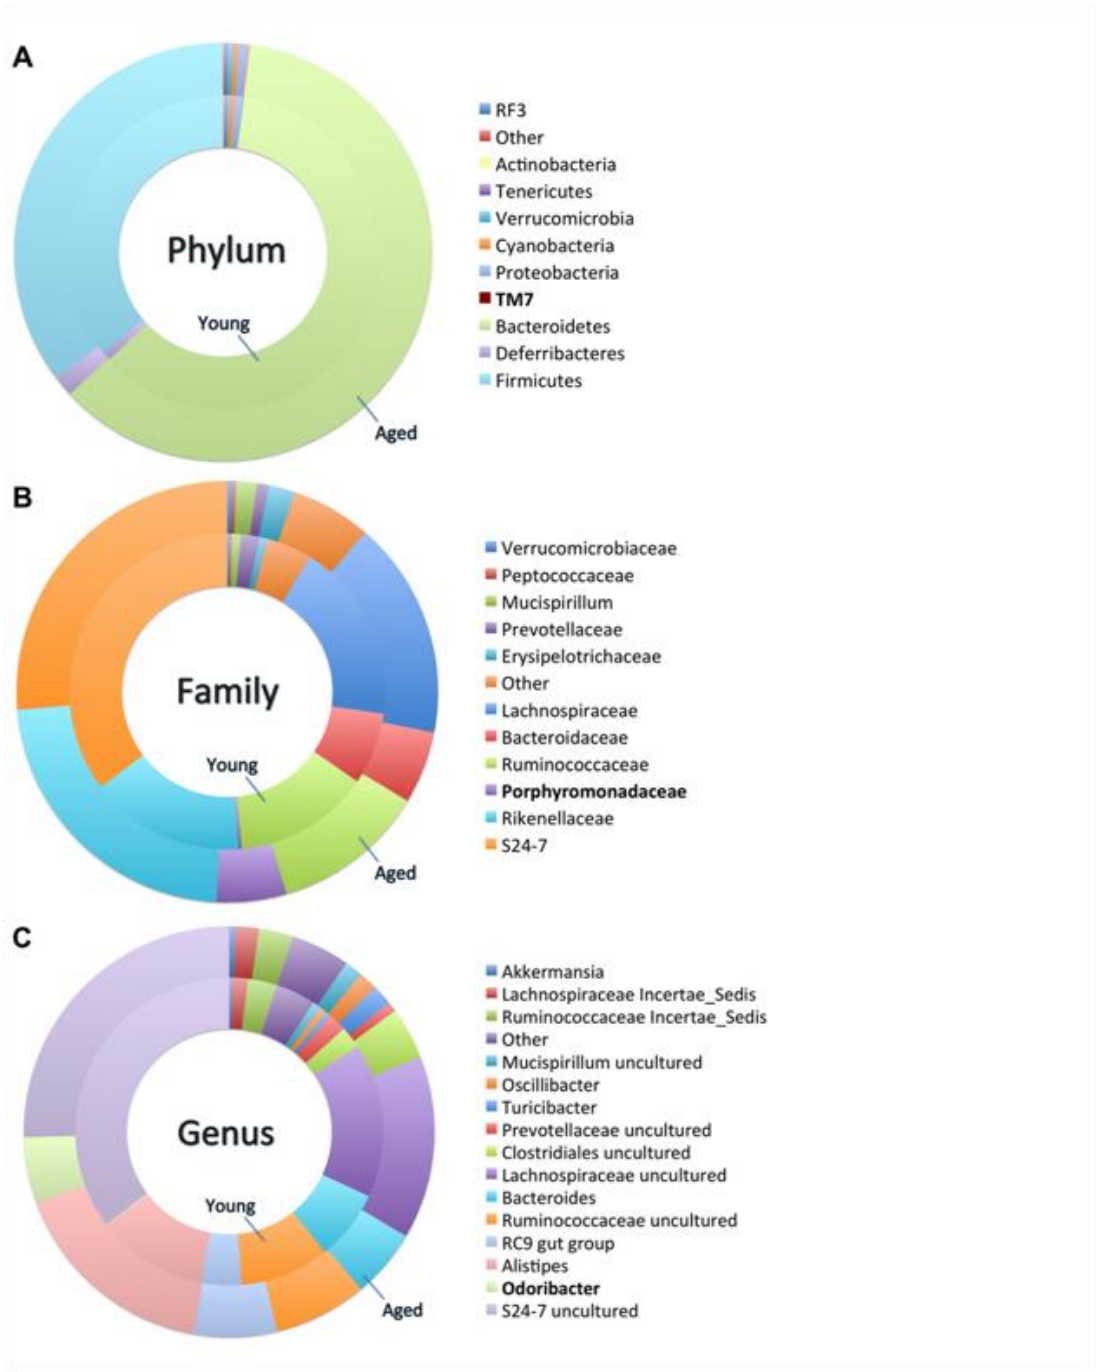 A
Phylum
Young
Aged
RF3
Other
Actinobacteria
Tenericutes
Verrucomicrobia
Cyanobacteria
Proteobacteria
TM7
Bacteroidetes
Deferribacteres
Firmicutes
B
Family
Young
Aged
Verrucomicrobiaceae
Peptococcaceae
Mucispirillum
Prevotellaceae
Erysipelotrichaceae
Other
Lachnospiraceae
Bacteroidaceae
Ruminococcaceae
Porphyromonadaceae
Rikenellaceae
S24-7
C
Genus
Young
Aged
Akkermansia
Lachnospiraceae Incertae_Sedis
Ruminococcaceae Incertae_Sedis
Other
Mucispirillum uncultured
Oscillibacter
Turicibacter
Prevotellaceae uncultured
Clostridiales uncultured
Lachnospiraceae uncultured
Bacteroides
Ruminococcaceae uncultured
RC9 gut group
Alistipes
Odoribacter
S24-7 uncultured